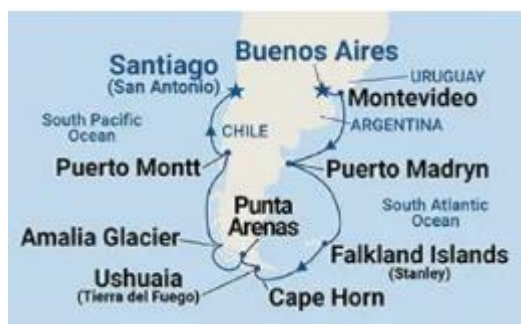 Santiago
(San Antonio)
Buenos Aires
URUGUAY
Montevideo
South Pacific
Ocean
CHILE
ARGENTINA
Puerto Montt
Puerto Madryn
Punta
Arenas
South Atlantic
Ocean
Amalia Glacier
Falkland Islands
(Stanley)
Ushuaia
(Tierra del Fuego)
Cape Horn